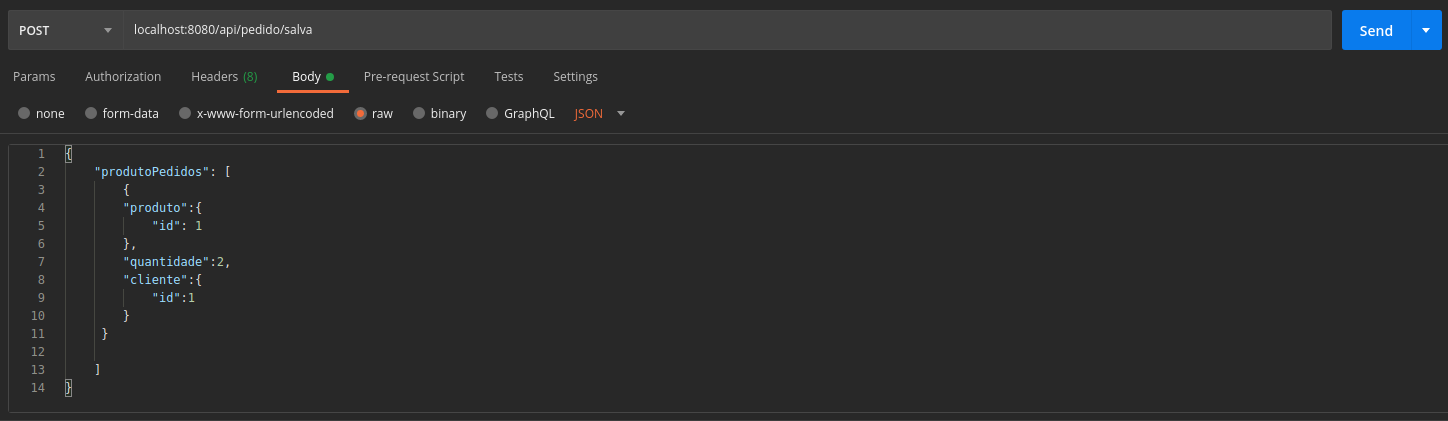 POST localhost:8080/api/pedido/salva Send
Params Authorization Headers (8) Body Pre-request Script Tests Settings
none form-data x-www-form-urlencoded raw binary GraphQL JSON
1 {
2 "produtoPedidos": [
3 {
4 "produto":{
5 "id": 1
6 },
7 "quantidade":2,
8 "cliente":{
9 "id":1
10 }
11 }
12
13 ]
14 }